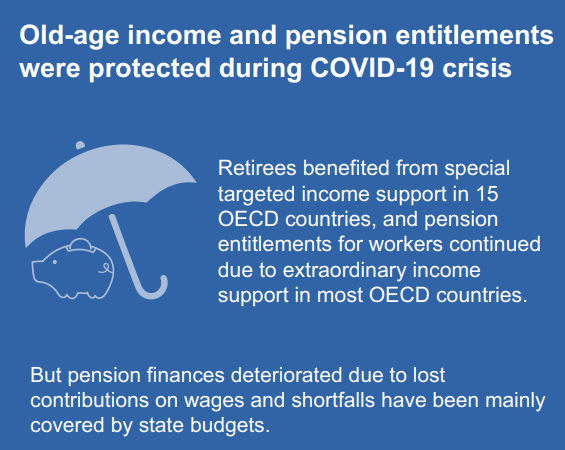 Old-age income and pension entitlements
were protected during COVID-19 crisis
Retirees benefited from special
targeted income support in 15
OECD countries, and pension
entitlements for workers continued
due to extraordinary income
support in most OECD countries.
But pension finances deteriorated due to lost
contributions on wages and shortfalls have been mainly
covered by state budgets.